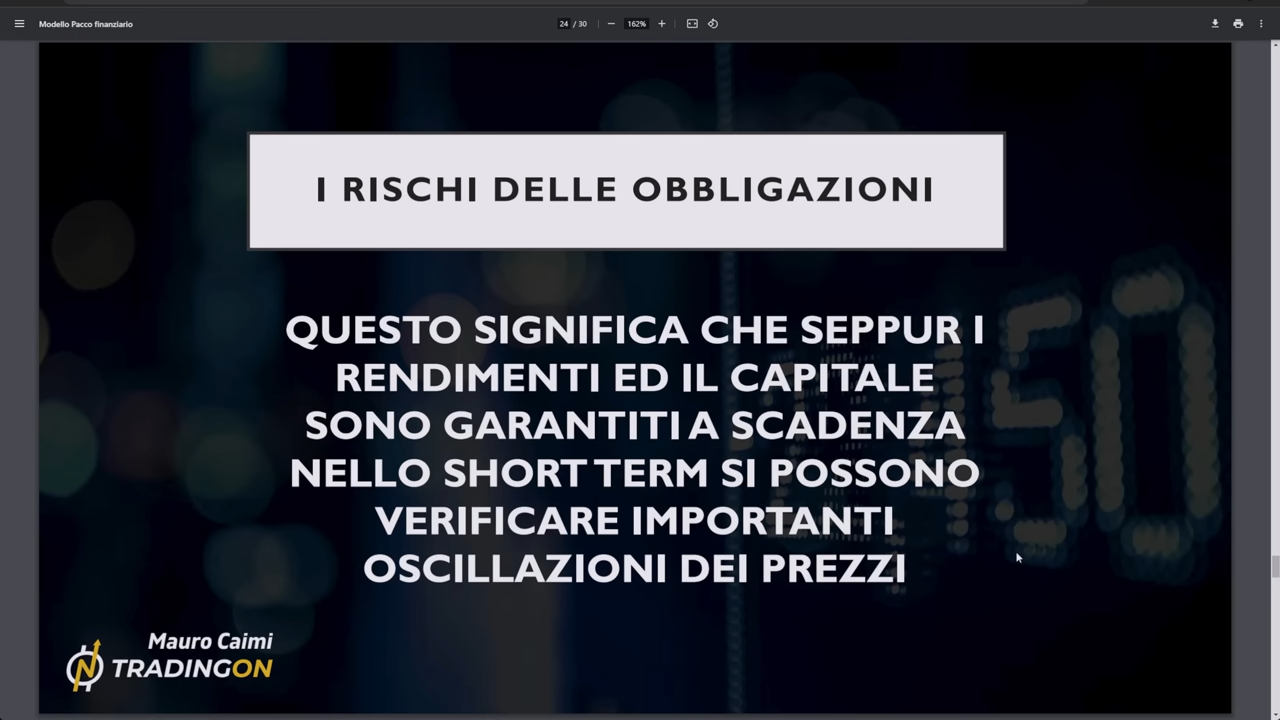 Modello Pacco finanziario
24 / 30
162%
I RISCHI DELLE OBBLIGAZIONI
QUESTO SIGNIFICA CHE SEPPUR I
RENDIMENTI ED IL CAPITALE
SONO GARANTITI A SCADENZA
NELLO SHORT TERM SI POSSONO
VERIFICARE IMPORTANTI
OSCILLAZIONI DEI PREZZI
150
Mauro Caimi
TRADINGON